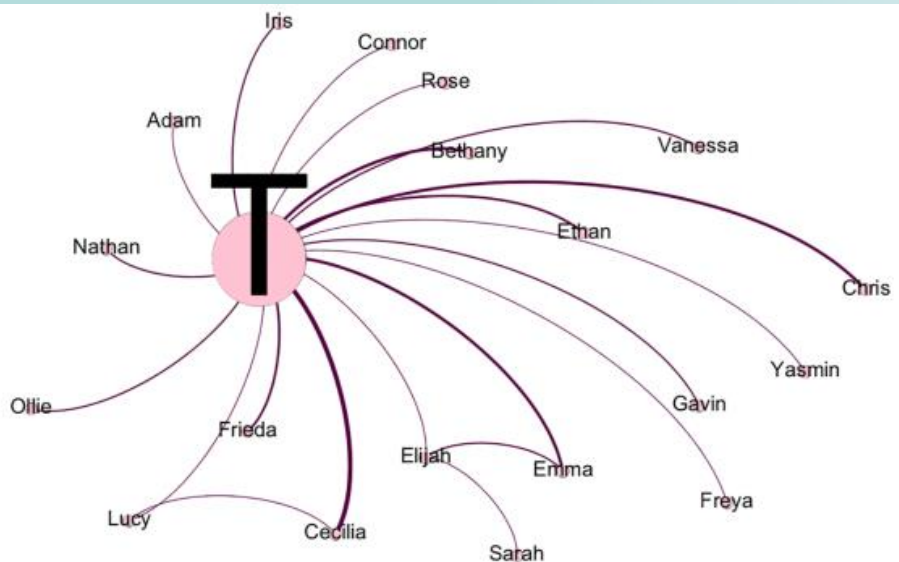 Iris
Connor
Rose
Adam
Bethany
Vanessa
T
Ethan
Nathan
Chris
Yasmin
Gavin
Ollie
Frieda
Elijah
Emma
Freya
Lucy
Cecilia
Sarah